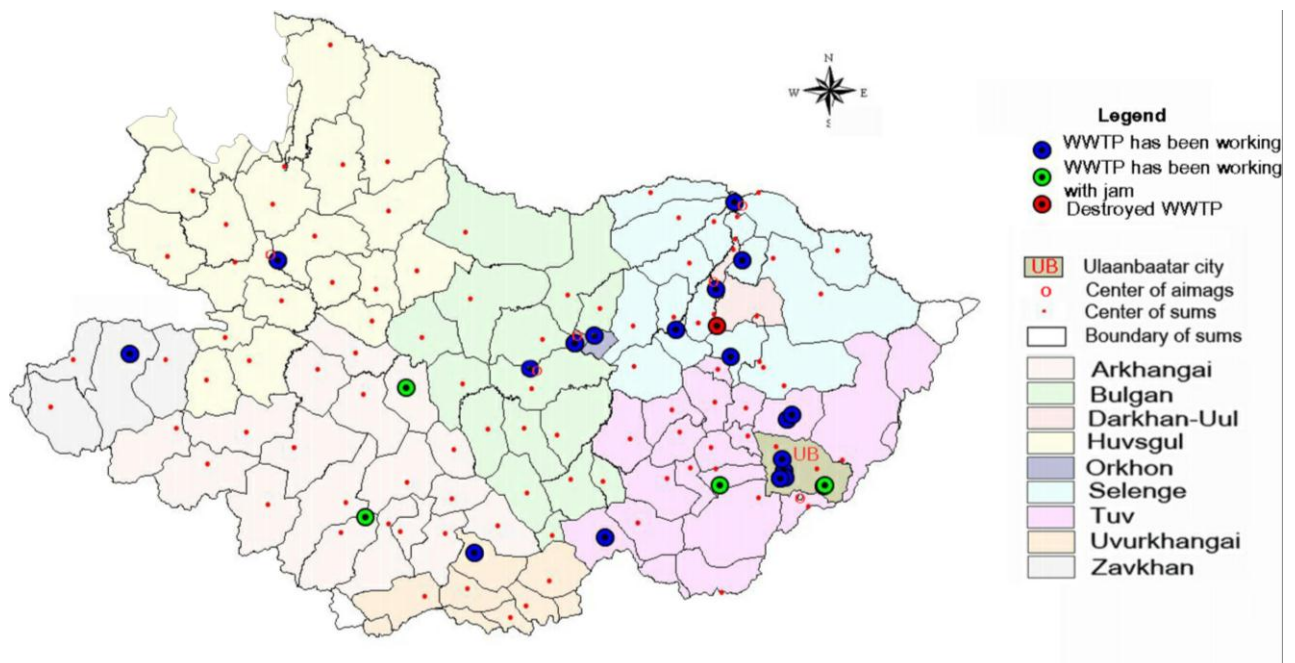 N
W E
S
UB
Legend
WWTP has been working
WWTP has been working
with jam
Destroyed WWTP
UB Ulaanbaatar city
Center of aimags
Center of sums
Boundary of sums
Arkhangai
Bulgan
Darkhan-Uul
Huvsgul
Orkhon
Selenge
Tuv
Uvurkhangai
Zavkhan